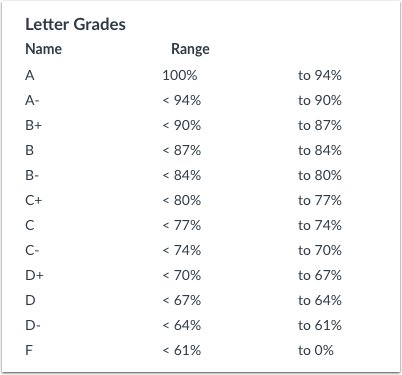 Letter Grades
Name Range
A 100% to 94%
A- < 94% to 90%
B+ < 90% to 87%
B < 87% to 84%
B- < 84% to 80%
C+ < 80% to 77%
C < 77% to 74%
C- < 74% to 70%
D+ < 70% to 67%
D < 67% to 64%
D- < 64% to 61%
F < 61% to 0%